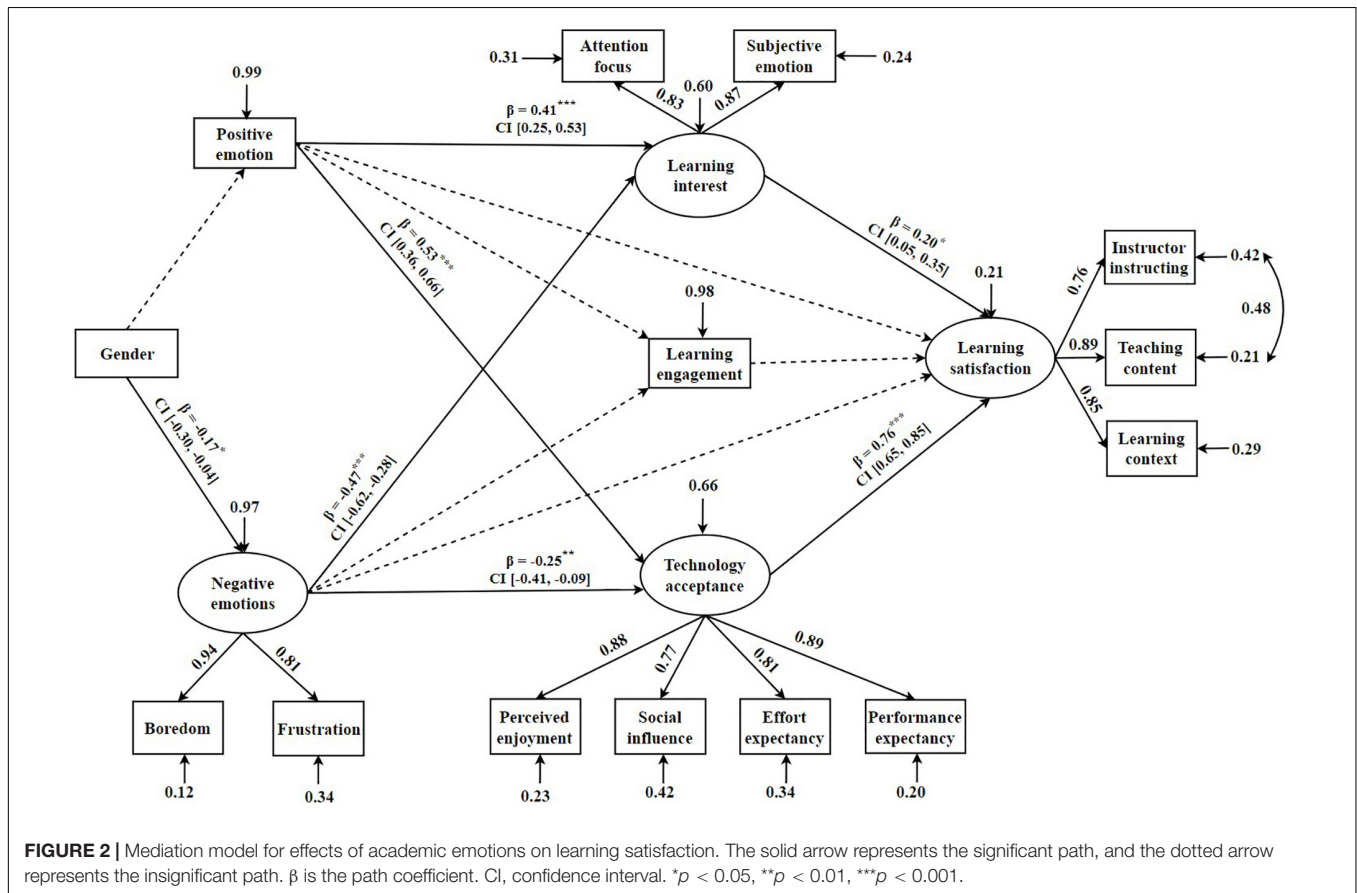 Attention
focus
Subjective
emotion
0.31
0.24
0.99
0.60
0.83
0.87
β = 0.41***
CI [0.25, 0.53]
Positive
emotion
Learning
interest
β = 0.53***
CI [0.36, 0.66]
β = 0.20*
CI [0.05, 0.35]
Instructor
instructing
0.42
0.76
0.21
0.98
0.48
Gender
Learning
engagement
Learning
satisfaction
0.89
Teaching
content
0.21
0.85
Learning
context
0.29
β = -0.17*
CI [-0.30, -0.04]
β = -0.47***
CI [-0.62, -0.28]
β = 0.76***
CI [0.65, 0.85]
0.97
0.66
Negative
emotions
β = -0.25**
CI [-0.41, -0.09]
Technology
acceptance
0.94
0.81
0.88
0.77
0.81
0.89
Boredom
Frustration
Perceived
enjoyment
Social
influence
Effort
expectancy
Performance
expectancy
0.12
0.34
0.23
0.42
0.34
0.20
FIGURE 2 | Mediation model for effects of academic emotions on learning satisfaction. The solid arrow represents the significant path, and the dotted arrow
represents the insignificant path. β is the path coefficient. CI, confidence interval. *p < 0.05, **p < 0.01, ***p < 0.001.